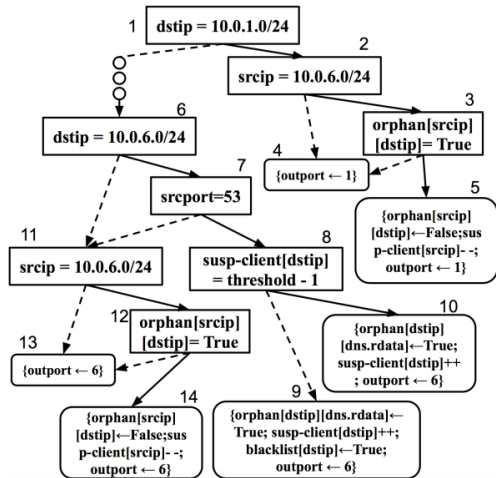 1
dstip = 10.0.1.0/24
2
srcip = 10.0.6.0/24
3
orphan[srcip]
[dstip]= True
4
{outport ← 1}
5
{orphan[srcip]
[dstip]←False;sus
p-client[srcip]- -;
outport ← 1}
6
dstip = 10.0.6.0/24
7
srcport=53
8
susp-client[dstip]
= threshold - 1
9
{orphan[dstip][dns.rdata]←
True; susp-client[dstip]++;
blacklist[dstip]←True;
outport ← 6}
10
{orphan[dstip]
[dns.rdata]←True;
susp-client[dstip]++
; outport ← 6}
11
srcip = 10.0.6.0/24
12
orphan[srcip]
[dstip]= True
13
{outport ← 6}
14
{orphan[srcip]
[dstip]←False;sus
p-client[srcip]- -;
outport ← 6}